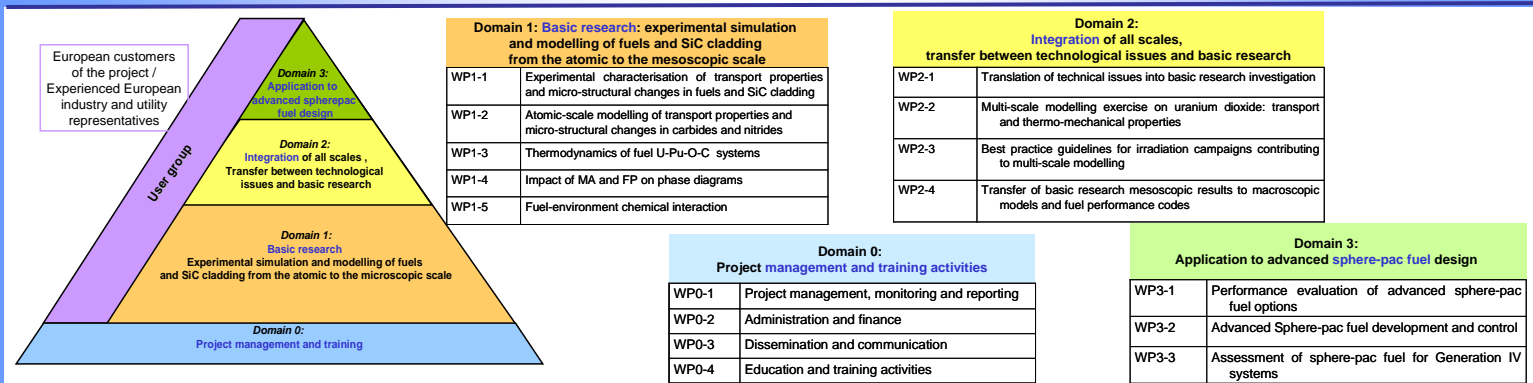 European customers
of the project /
Experienced European
industry and utility
representatives
User group
Domain 3:
Application to
advanced spherepac
fuel design
Domain 2:
Integration of all scales ,
Transfer between technological
issues and basic research
Domain 1:
Basic research
Experimental simulation and modelling of fuels
and SiC cladding from the atomic to the microscopic scale
Domain 0:
Project management and training
Domain 1: Basic research: experimental simulation
and modelling of fuels and SiC cladding
from the atomic to the mesoscopic scale
WP1-1 Experimental characterisation of transport properties
and micro-structural changes in fuels and SiC cladding
WP1-2 Atomic-scale modelling of transport properties and
micro-structural changes in carbides and nitrides
WP1-3 Thermodynamics of fuel U-Pu-O-C systems
WP1-4 Impact of MA and FP on phase diagrams
WP1-5 Fuel-environment chemical interaction
Domain 2:
Integration of all scales,
transfer between technological issues and basic research
WP2-1 Translation of technical issues into basic research investigation
WP2-2 Multi-scale modelling exercise on uranium dioxide: transport
and thermo-mechanical properties
WP2-3 Best practice guidelines for irradiation campaigns contributing
to multi-scale modelling
WP2-4 Transfer of basic research mesoscopic results to macroscopic
models and fuel performance codes
Domain 0:
Project management and training activities
WP0-1 Project management, monitoring and reporting
WP0-2 Administration and finance
WP0-3 Dissemination and communication
WP0-4 Education and training activities
Domain 3:
Application to advanced sphere-pac fuel design
WP3-1 Performance evaluation of advanced sphere-pac
fuel options
WP3-2 Advanced Sphere-pac fuel development and control
WP3-3 Assessment of sphere-pac fuel for Generation IV
systems